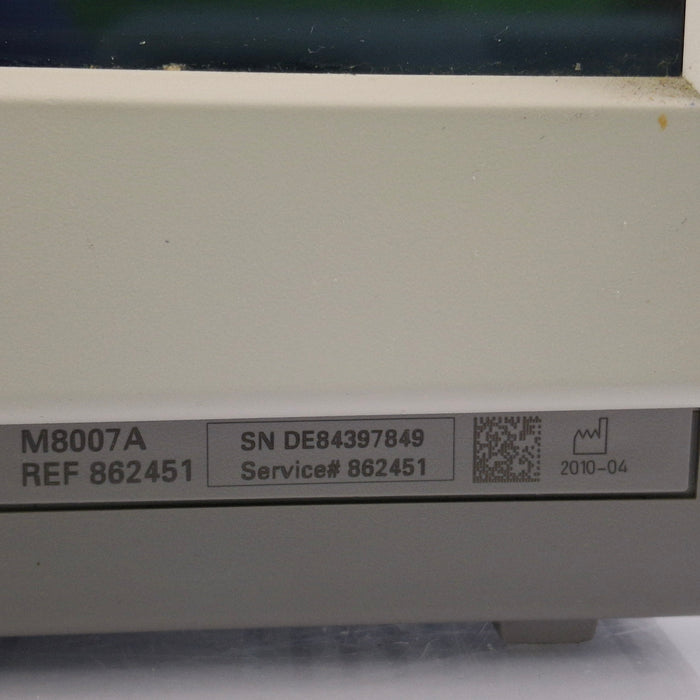 M8007A
REF 862451
SN DE84397849
Service# 862451
2010-04